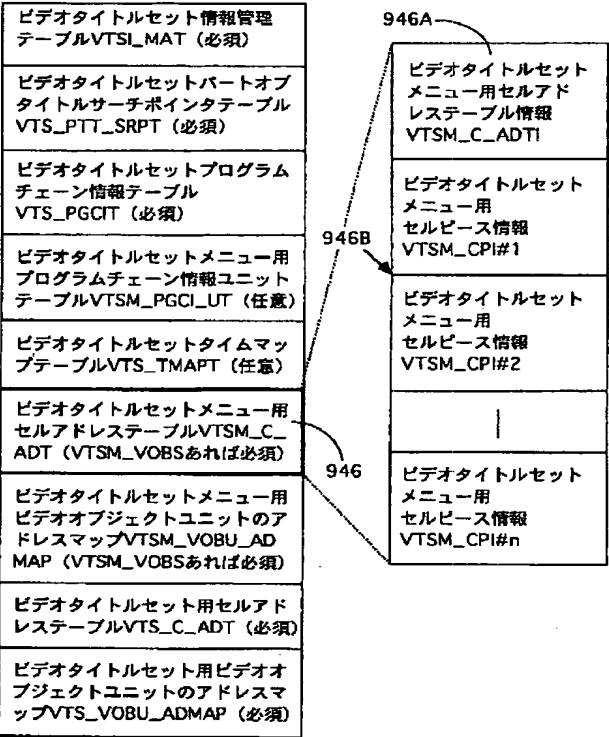 ビデオタイトルセット情報管理
テーブルVTSI_MAT（必須）
ビデオタイトルセットパートオブ
タイトルサーチポインタテーブル
VTS_PTT_SRPT（必須）
ビデオタイトルセットプログラム
チェーン情報テーブル
VTS_PGCIT（必須）
ビデオタイトルセットメニュー用
プログラムチェーン情報ユニット
テーブルVTSM_PGCI_UT（任意）
ビデオタイトルセットタイムマッ
プテーブルVTS_TMAPT（任意）
ビデオタイトルセットメニュー用
セルアドレステーブルVTSM_C_
ADT（VTSM_VOBSあれば必須）
ビデオタイトルセットメニュー用
ビデオオブジェクトユニットのア
ドレスマップVTSM_VOBU_AD
MAP（VTSM_VOBSあれば必須）
ビデオタイトルセット用セルアド
レステーブルVTS_C_ADT（必須）
ビデオタイトルセット用ビデオオ
ブジェクトユニットのアドレスマ
ップVTS_VOBU_ADMAP（必須）
946
946A
946B
ビデオタイトルセット
メニュー用セルアド
レステーブル情報
VTSM_C_ADTI
ビデオタイトルセット
メニュー用
セルピース情報
VTSM_CPI#1
ビデオタイトルセット
メニュー用
セルピース情報
VTSM_CPI#2
ビデオタイトルセット
メニュー用
セルピース情報
VTSM_CPI#n